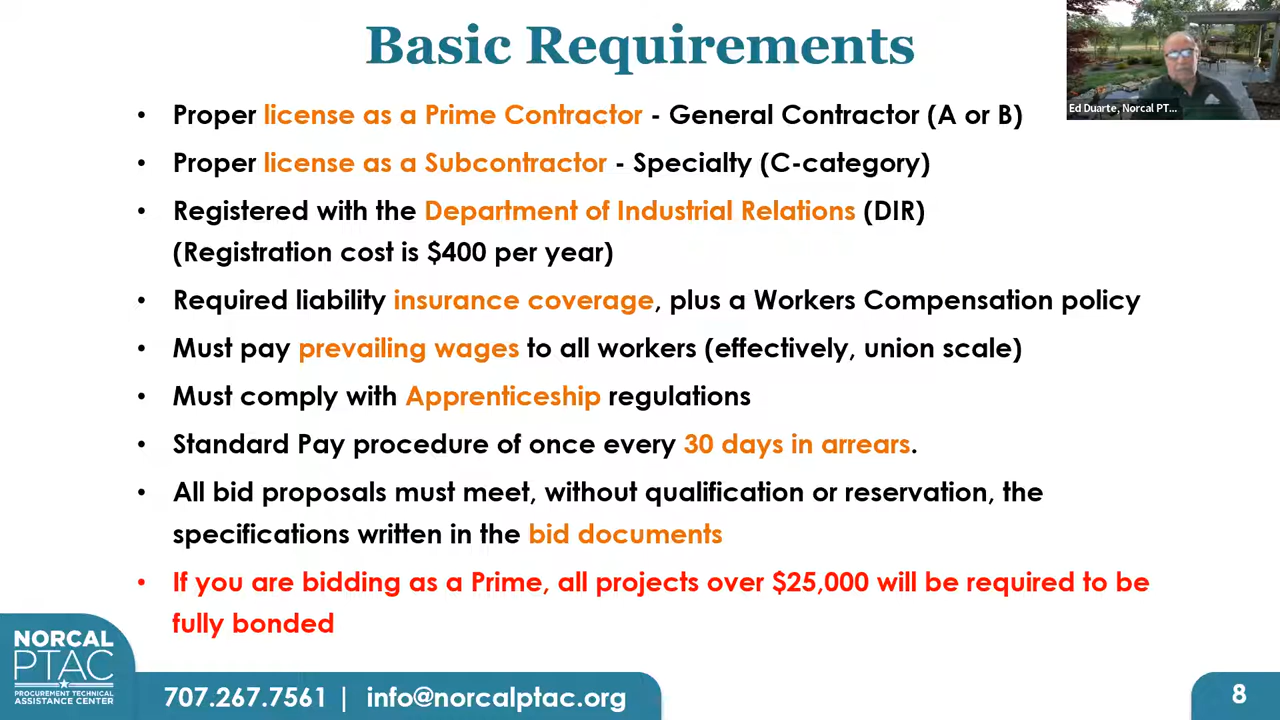 Basic Requirements
Ed Duarte, Norcal PT...
• Proper license as a Prime Contractor - General Contractor (A or B)
• Proper license as a Subcontractor - Specialty (C-category)
• Registered with the Department of Industrial Relations (DIR)
(Registration cost is $400 per year)
• Required liability insurance coverage, plus a Workers Compensation policy
• Must pay prevailing wages to all workers (effectively, union scale)
• Must comply with Apprenticeship regulations
• Standard Pay procedure of once every 30 days in arrears.
• All bid proposals must meet, without qualification or reservation, the
specifications written in the bid documents
• If you are bidding as a Prime, all projects over $25,000 will be required to be
fully bonded
NORCAL
PTAC
PROCUREMENT TECHNICAL
ASSISTANCE CENTER
707.267.7561 | info@norcalptac.org
8